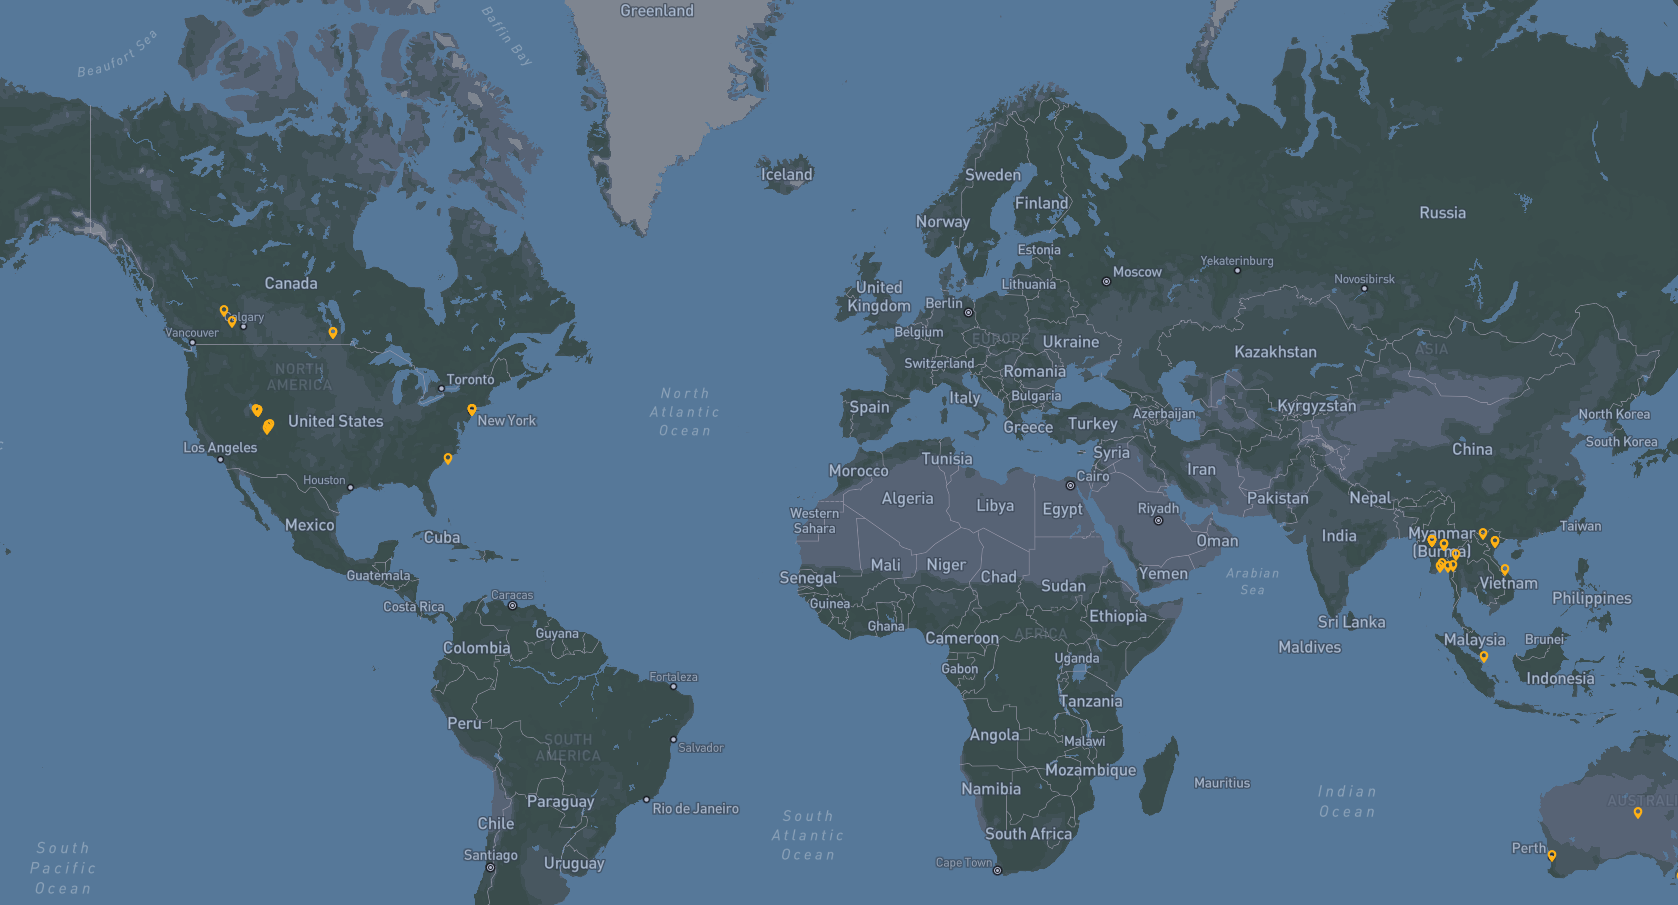 Greenland
Baffin Bay
Beaufort Sea
Iceland
Sweden
Finland
Norway
Russia
Estonia
Yekaterinburg
Moscow
Novosibirsk
Lithuania
Canada
United
Kingdom
Berlin
Calgary
Vancouver
Belgium
EUROPE
Ukraine
ASIA
Kazakhstan
Switzerland
Romania
NORTH
AMERICA
Toronto
North
Atlantic
Ocean
Spain
Italy
Bulgaria
Kyrgyzstan
North Korea
Azerbaijan
United States
New York
Greece
Turkey
South Korea
Los Angeles
Syria
China
Tunisia
Morocco
Iran
Cairo
Houston
Algeria
Libya
Egypt
Riyadh
Pakistan
Nepal
Western
Sahara
Mexico
Cuba
Oman
India
Myanmar
(Burma)
Taiwan
Mali
Niger
Chad
Sudan
Yemen
Arabian
Sea
Guatemala
Senegal
Vietnam
Philippines
Costa Rica
Caracas
Guinea
Ethiopia
Ghana
Sri Lanka
Guyana
Cameroon
AFRICA
Malaysia
Brunei
Colombia
Maldives
Uganda
Gabon
Fortaleza
Indonesia
Tanzania
Peru
Angola
Malawi
SOUTH
AMERICA
Salvador
Mozambique
Mauritius
Namibia
Indian
Ocean
Paraguay
Rio de Janeiro
AUSTRALI
South
Atlantic
Ocean
Chile
South Africa
South
Pacific
Ocean
Perth
Santiago
Uruguay
Cape Town